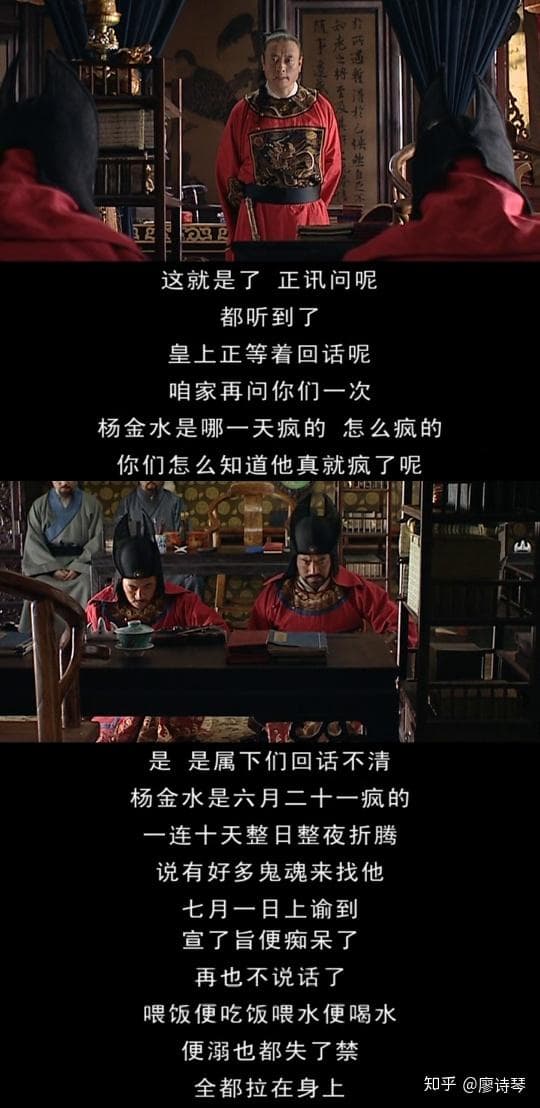 这就是了 正讯问呢
都听到了
皇上正等着回话呢
咱家再问你们一次
杨金水是哪一天疯的 怎么疯的
你们怎么知道他真就疯了呢
是 是属下们回话不清
杨金水是六月二十一疯的
一连十天整日整夜折腾
说有好多鬼魂来找他
七月一日上谕到
宣了旨便痴呆了
再也不说话了
喂饭便吃饭喂水便喝水
便溺也都失了禁
全都拉在身上
知乎 @廖诗琴